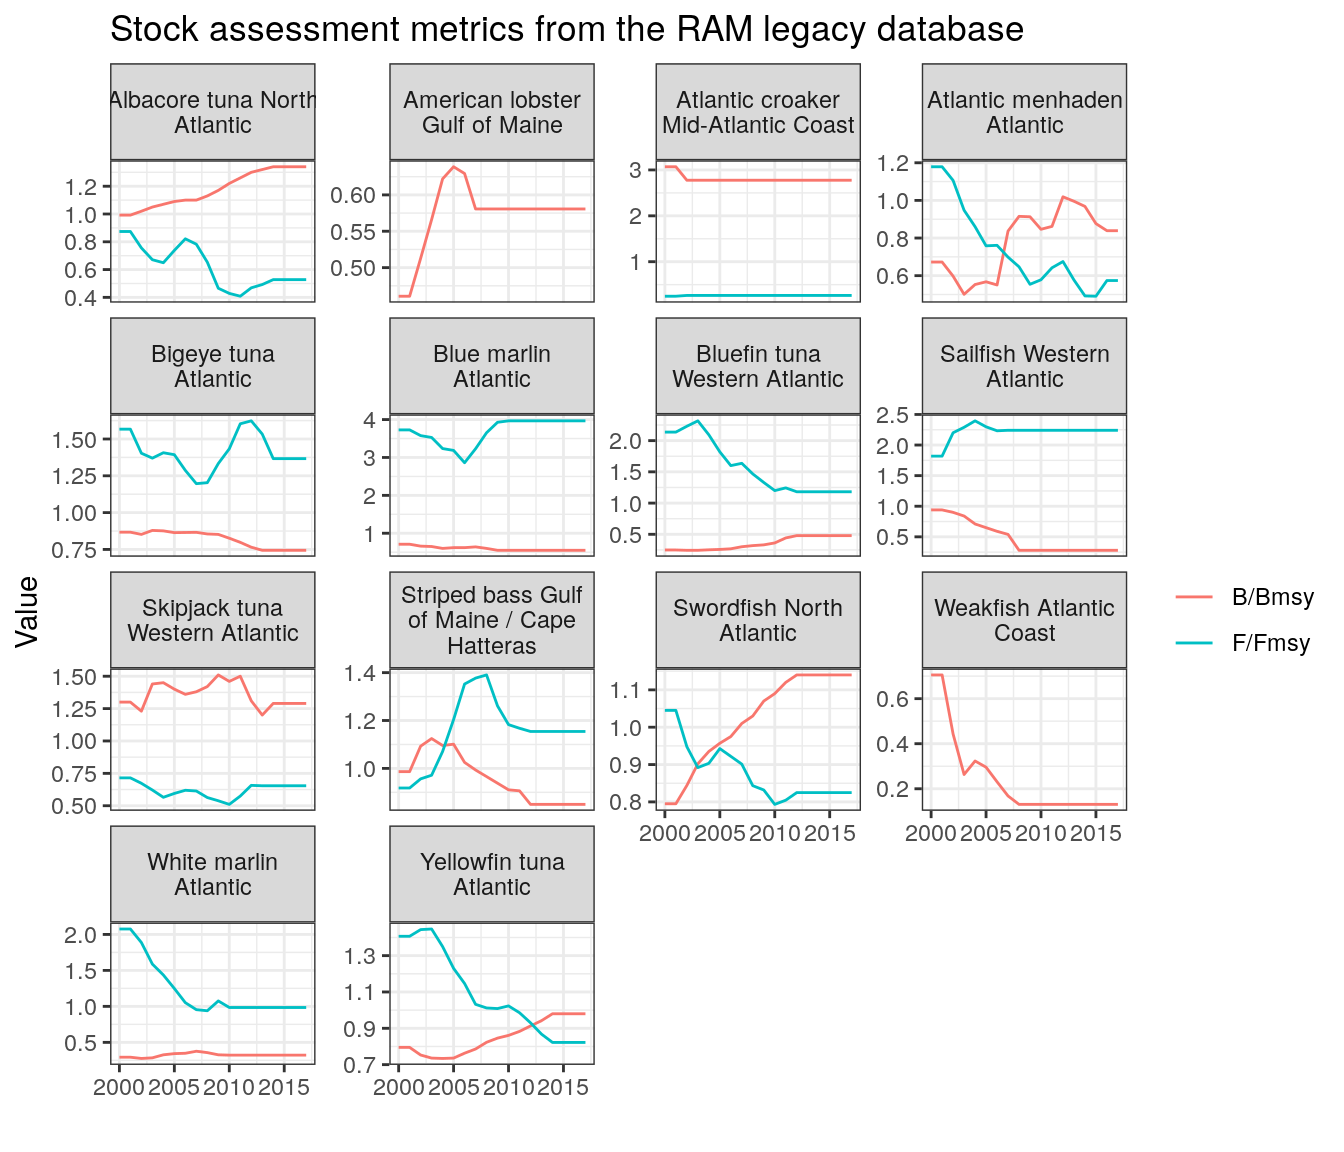 Stock assessment metrics from the RAM legacy database
Albacore tuna North
Atlantic
American lobster
Gulf of Maine
Atlantic croaker
Mid-Atlantic Coast
Atlantic menhaden
Atlantic
1.2
1.0
0.8
0.6
0.4
0.60
0.55
0.50
3
2
1
1.2
1.0
0.8
0.6
Bigeye tuna
Atlantic
Blue marlin
Atlantic
Bluefin tuna
Western Atlantic
Sailfish Western
Atlantic
1.50
1.25
1.00
0.75
4
3
2
1
2.0
1.5
1.0
0.5
2.5
2.0
1.5
1.0
0.5
Value
Skipjack tuna
Western Atlantic
Striped bass Gulf
of Maine / Cape
Hatteras
Swordfish North
Atlantic
Weakfish Atlantic
Coast
B/Bmsy
F/Fmsy
1.50
1.25
1.00
0.75
0.50
1.4
1.2
1.0
1.1
1.0
0.9
0.8
0.6
0.4
0.2
2000 2005 2010 2015
2000 2005 2010 2015
White marlin
Atlantic
Yellowfin tuna
Atlantic
2.0
1.5
1.0
0.5
1.3
1.1
0.9
0.7
2000 2005 2010 2015
2000 2005 2010 2015